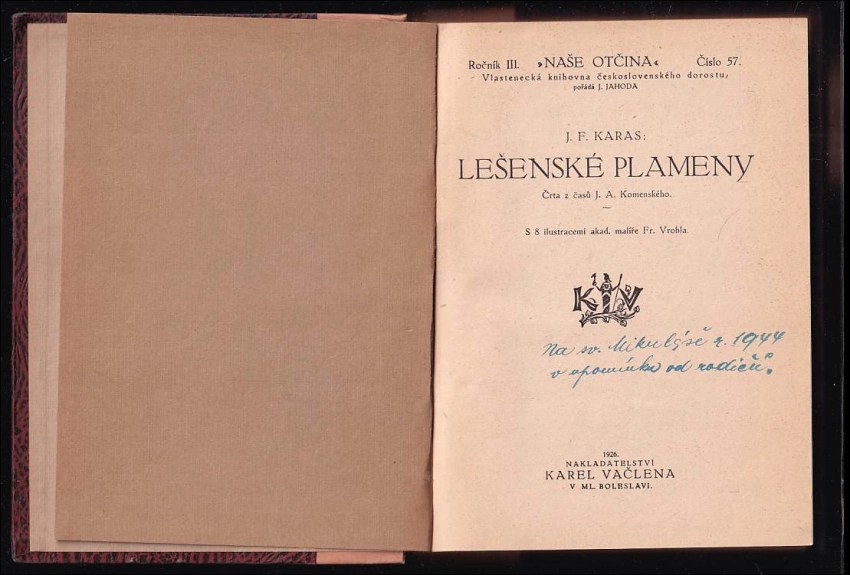 Ročník III. »NAŠE OTČINA« Číslo 57.
Vlastenecká knihovna československého dorostu,
pořádá J. JAHODA
J. F. KARAS:
LEŠENSKÉ PLAMENY
Črta z časů J. A. Komenského.
S 8 ilustracemi akad. malíře Fr. Vrobla.
K V
Na sv. Mikuláše r. 1944
v upomínku od rodičů.
1926.
NAKLADATELSTVÍ
KAREL VAČLENA
V ML. BOLESLAVI.